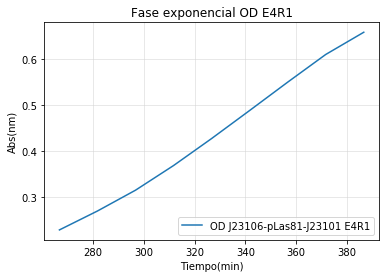 Fase exponencial OD E4R1
Abs(nm)
0.6
0.5
0.4
0.3
OD J23106-pLas81-J23101 E4R1
280
300
320
340
360
380
Tiempo(min)